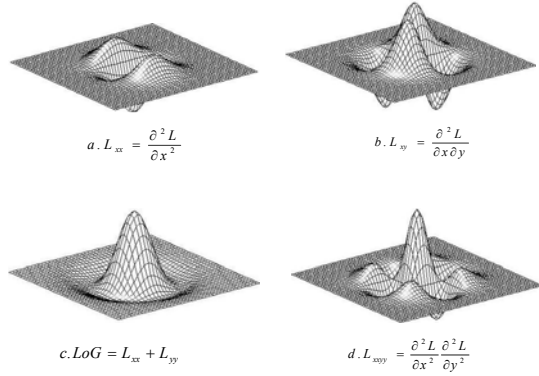 a. L_xx = ∂²L / ∂x²
b. L_xy = ∂²L / ∂x∂y
c. LoG = L_xx + L_yy
d. L_xxyy = ∂²L / ∂x² ∂²L / ∂y²